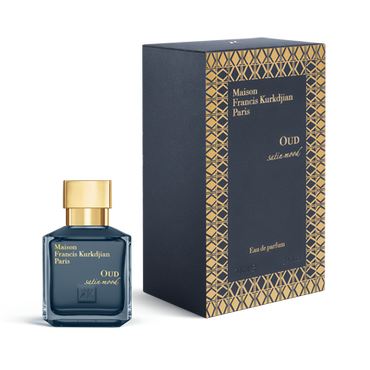 Maison
Francis Kurkdjian
Paris
OUD
satin mood
Eau de parfum
Maison
Francis Kurkdjian
Paris
OUD
satin mood